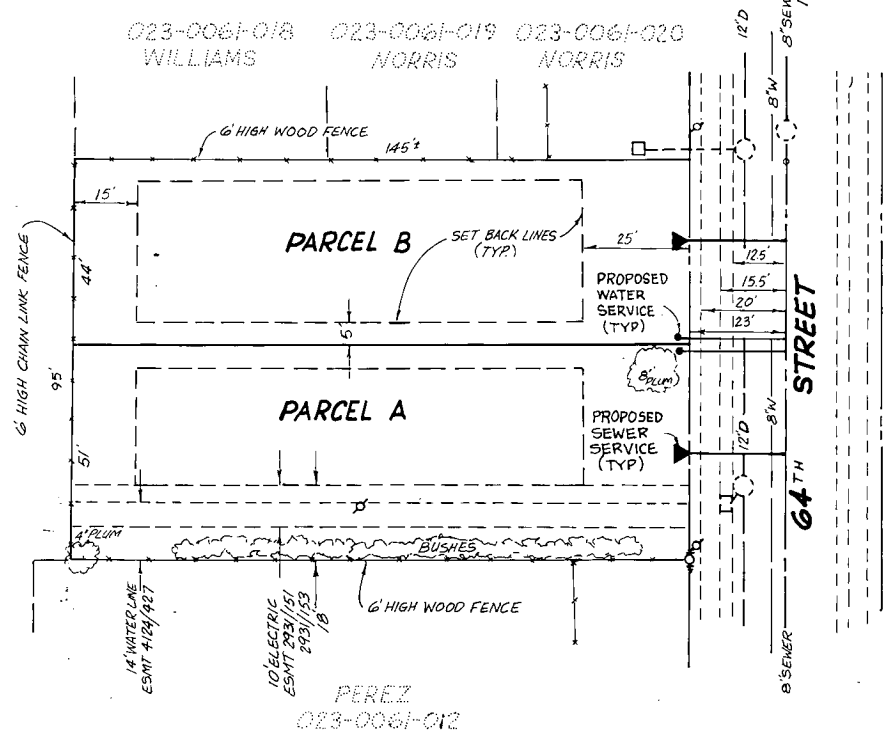 023-0061-018
WILLIAMS
023-0061-019
NORRIS
023-0061-020
NORRIS
12"D
8"W
6' HIGH WOOD FENCE
145'±
15'
PARCEL B
SET BACK LINES
(TYP.)
25'
12.5'
15.5'
20'
123'
PROPOSED
WATER
SERVICE
(TYP)
6' HIGH CHAIN LINK FENCE
44'
95'
51'
5'
8" PLUM
PARCEL A
PROPOSED
SEWER
SERVICE
(TYP)
12"D
8"W
64TH STREET
8"SEWER
4" PLUM
BUSHES
6' HIGH WOOD FENCE
14' WATER LINE
ESMT 4124/427
10' ELECTRIC
ESMT 2931/151
2931/153
18'
PEREZ
023-0061-012